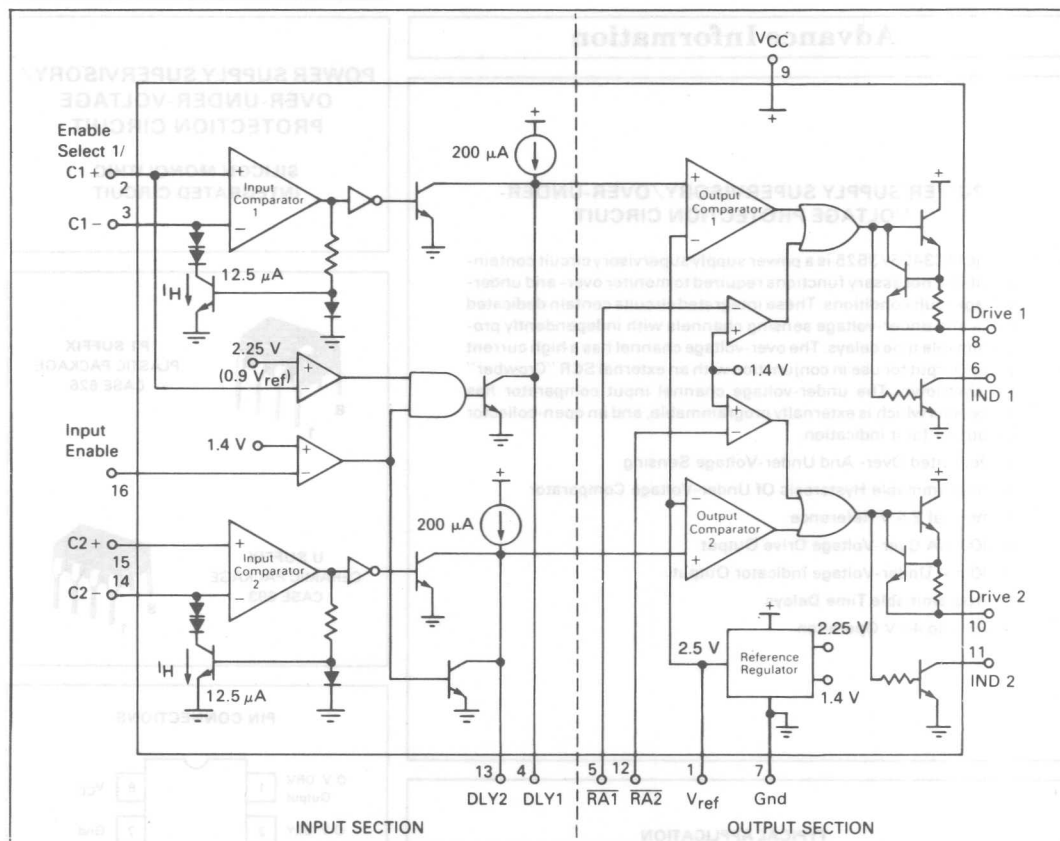 VCC
9
Enable
Select 1/
C1 +
2
3
C1 −
+
Input
Comparator
1
−
12.5 µA
IH
2.25 V
(0.9 Vref)
+
−
1.4 V
+
−
Input
Enable
16
C2 +
15
14
C2 −
+
Input
Comparator
2
−
IH
12.5 µA
+
200 µA
+
200 µA
+
Output
Comparator
1
−
−
+
1.4 V
+
−
−
Output
Comparator
2
+
+
+
Drive 1
8
6
IND 1
Drive 2
10
11
IND 2
2.5 V
+
Reference
Regulator
2.25 V
1.4 V
13
4
5
12
1
7
DLY2
DLY1
RA1
RA2
Vref
Gnd
INPUT SECTION
OUTPUT SECTION